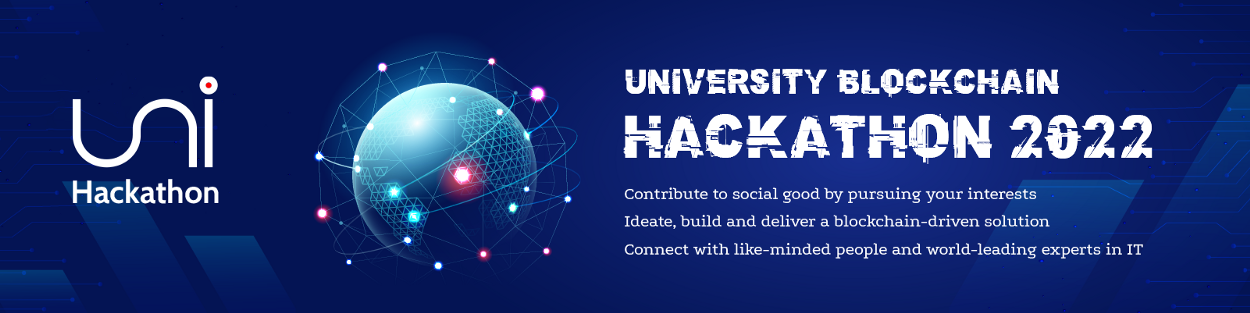 uni
Hackathon
UNIVERSITY BLOCKCHAIN
HACKATHON 2022
Contribute to social good by pursuing your interests
Ideate, build and deliver a blockchain-driven solution
Connect with like-minded people and world-leading experts in IT